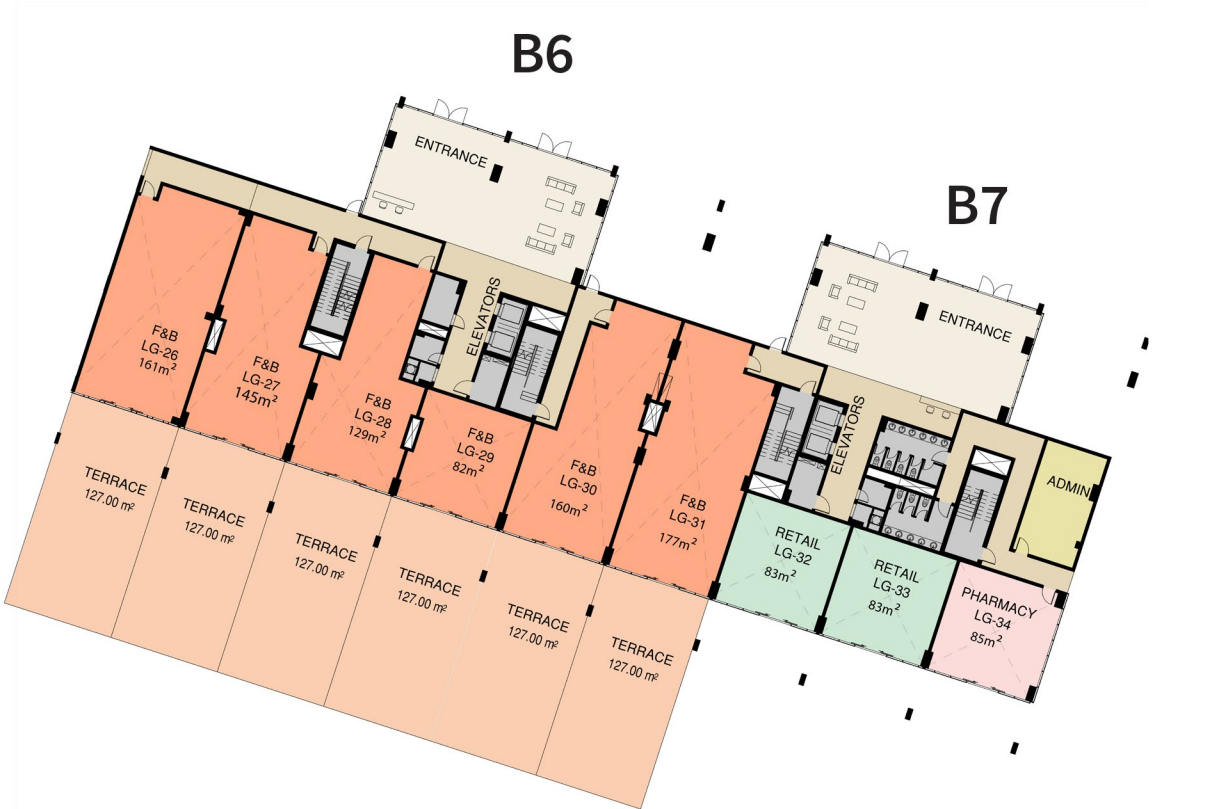 B6
ENTRANCE
B7
ELEVATORS
ENTRANCE
F&B
LG-26
161m²
F&B
LG-27
145m²
F&B
LG-28
129m²
F&B
LG-29
82m²
F&B
LG-30
160m²
F&B
LG-31
177m²
ELEVATORS
ADMIN
RETAIL
LG-32
83m²
RETAIL
LG-33
83m²
PHARMACY
LG-34
85m²
TERRACE
127.00 m²
TERRACE
127.00 m²
TERRACE
127.00 m²
TERRACE
127.00 m²
TERRACE
127.00 m²
TERRACE
127.00 m²